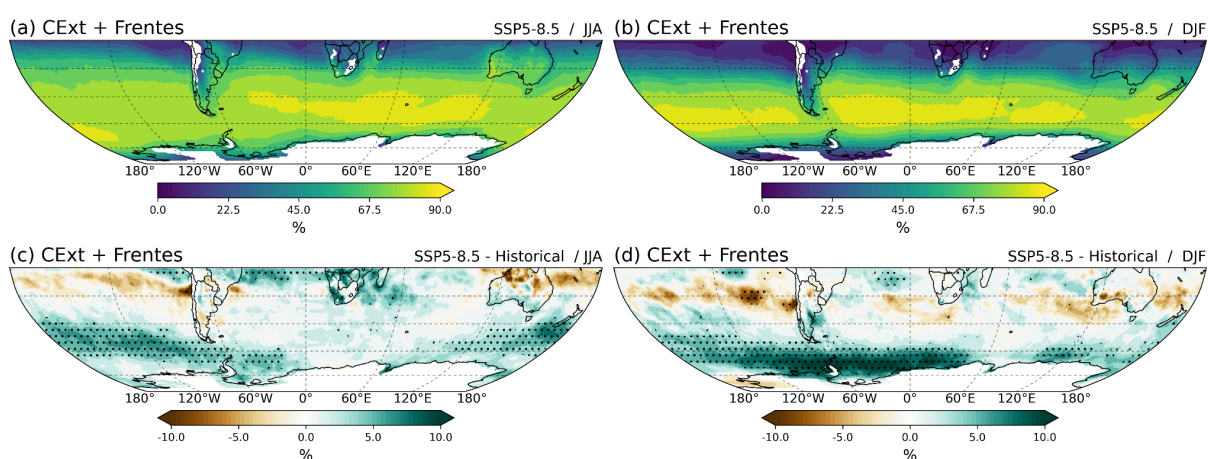 (a) CExt + Frentes SSP5-8.5 / JJA
180° 120°W 60°W 0° 60°E 120°E 180°
0.0 22.5 45.0 67.5 90.0
%
(b) CExt + Frentes SSP5-8.5 / DJF
180° 120°W 60°W 0° 60°E 120°E 180°
0.0 22.5 45.0 67.5 90.0
%
(c) CExt + Frentes SSP5-8.5 - Historical / JJA
180° 120°W 60°W 0° 60°E 120°E 180°
-10.0 -5.0 0.0 5.0 10.0
%
(d) CExt + Frentes SSP5-8.5 - Historical / DJF
180° 120°W 60°W 0° 60°E 120°E 180°
-10.0 -5.0 0.0 5.0 10.0
%